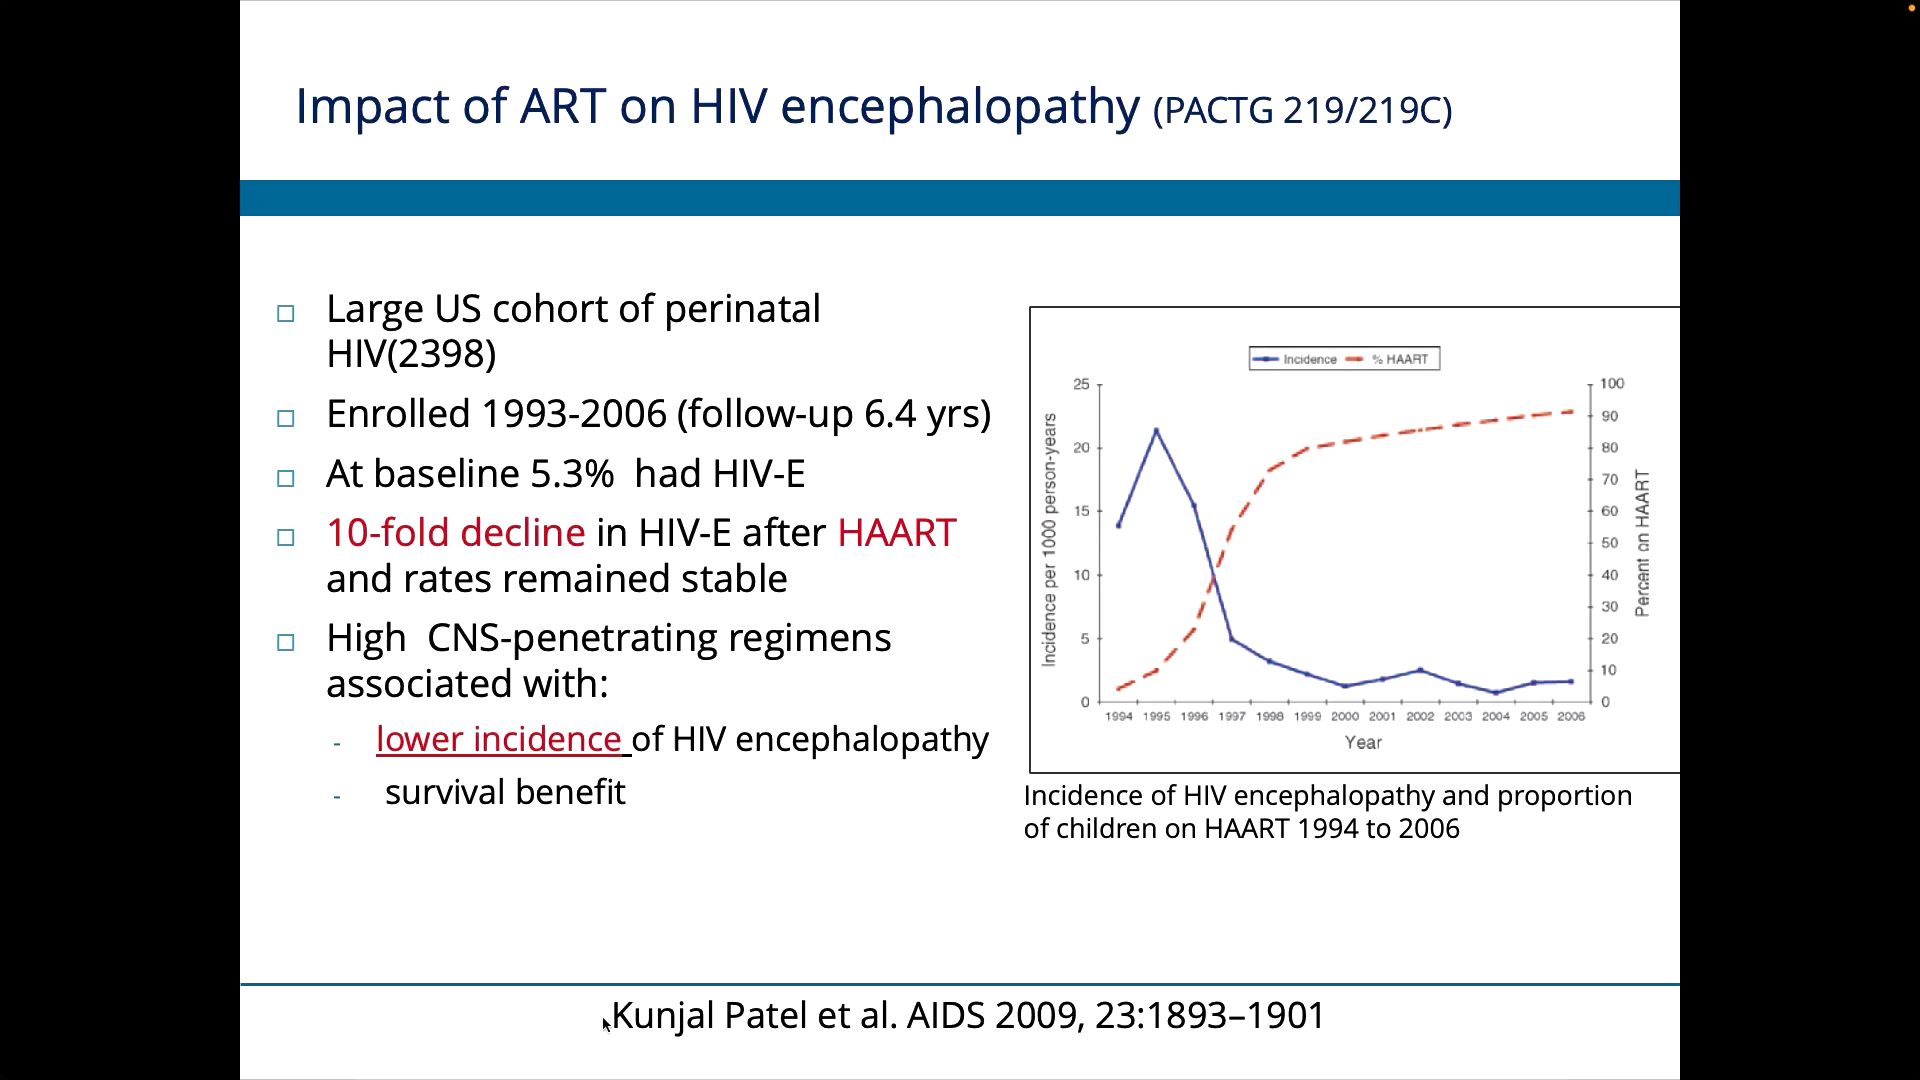 Impact of ART on HIV encephalopathy (PACTG 219/219C)
□ Large US cohort of perinatal
HIV(2398)
□ Enrolled 1993-2006 (follow-up 6.4 yrs)
□ At baseline 5.3%  had HIV-E
□ 10-fold decline in HIV-E after HAART
and rates remained stable
□ High  CNS-penetrating regimens
associated with:
- lower incidence of HIV encephalopathy
- survival benefit
Incidence % HAART
Incidence per 1000 person-years
25
20
15
10
5
0
100
90
80
70
60
50
40
30
20
10
0
Percent on HAART
1994 1995 1996 1997 1998 1999 2000 2001 2002 2003 2004 2005 2006
Year
Incidence of HIV encephalopathy and proportion
of children on HAART 1994 to 2006
Kunjal Patel et al. AIDS 2009, 23:1893–1901